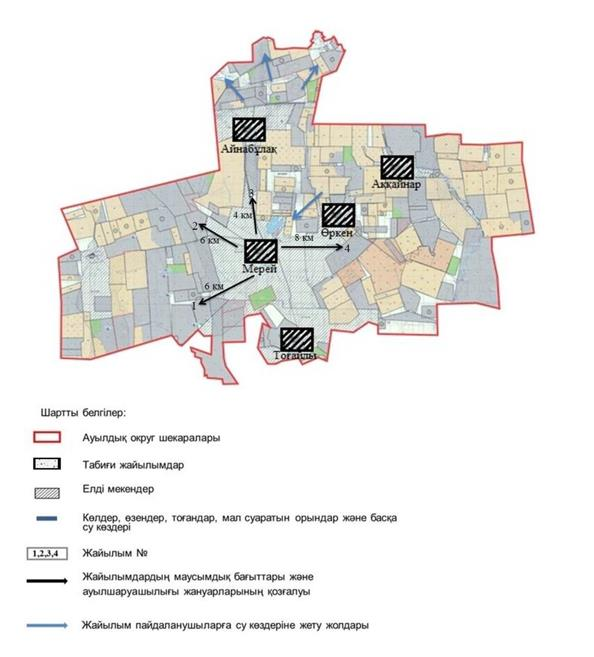 Айнабұлақ
Аққайнар
3
4 км
2
6 км
Өркен
8 км
4
Мерей
6 км
1
Тоғайлы
Шартты белгілер:
Ауылдық округ шекаралары
Табиғи жайылымдар
Елді мекендер
Көлдер, өзендер, тоғандар, мал суаратын орындар және басқа
су көздері
1,2,3,4 Жайылым №
Жайылымдардың маусымдық бағыттары және
ауылшаруашылығы жануарларының қозғалуы
Жайылым пайдаланушыларға су көздеріне жету жолдары